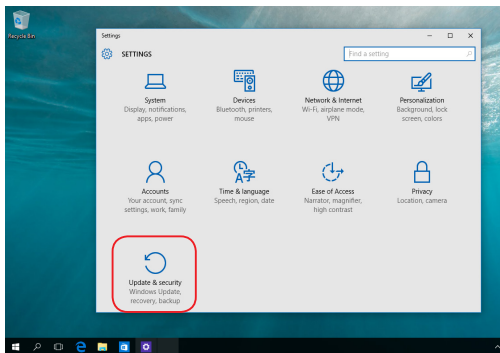 Recycle Bin
Settings
SETTINGS
Find a setting
System
Display, notifications,
apps, power
Devices
Bluetooth, printers,
mouse
Network & Internet
Wi-Fi, airplane mode,
VPN
Personalization
Background, lock
screen, colors
Accounts
Your account, sync
settings, work, family
Time & language
Speech, region, date
Ease of Access
Narrator, magnifier,
high contrast
Privacy
Location, camera
Update & security
Windows Update,
recovery, backup